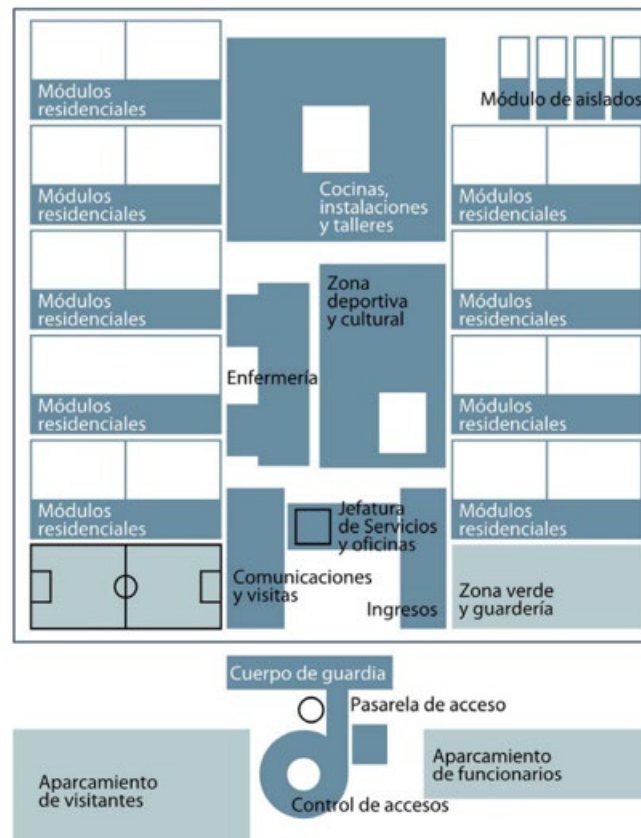 Módulos
residenciales
Módulo de aislados
Cocinas,
instalaciones
y talleres
Módulos
residenciales
Módulos
residenciales
Módulos
residenciales
Zona
deportiva
y cultural
Módulos
residenciales
Enfermería
Módulos
residenciales
Módulos
residenciales
Módulos
residenciales
Jefatura
de Servicios
y oficinas
Módulos
residenciales
Comunicaciones
y visitas
Ingresos
Zona verde
y guardería
Cuerpo de guardia
Pasarela de acceso
Aparcamiento
de visitantes
Aparcamiento
de funcionarios
Control de accesos